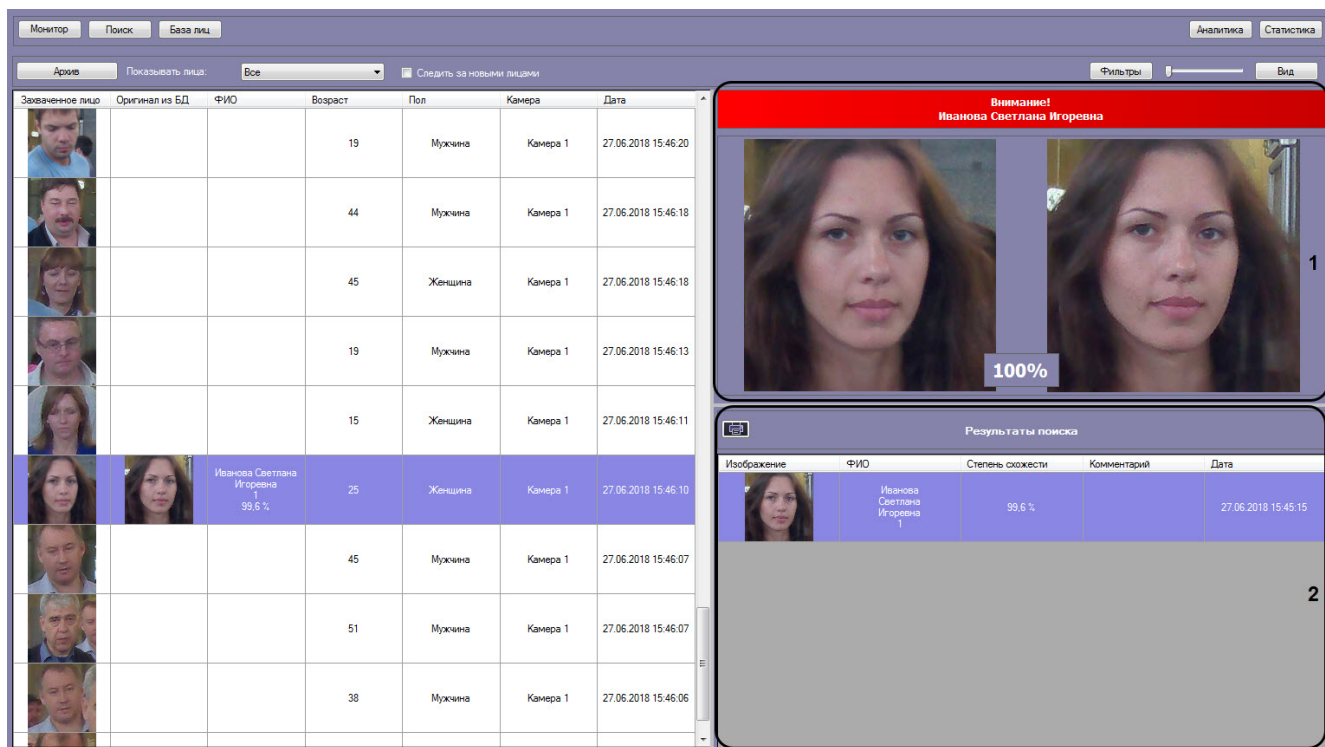 Монитор Поиск База лиц Аналитика Статистика
Архив Показывать лица: Все Следить за новыми лицами Фильтры Вид
Захваченное лицо Оригинал из БД ФИО Возраст Пол Камера Дата
19 Мужчина Камера 1 27.06.2018 15:46:20
44 Мужчина Камера 1 27.06.2018 15:46:18
45 Женщина Камера 1 27.06.2018 15:46:18
19 Мужчина Камера 1 27.06.2018 15:46:13
15 Женщина Камера 1 27.06.2018 15:46:11
Иванова Светлана
Игоревна
1
99,6 %
25 Женщина Камера 1 27.06.2018 15:46:10
45 Мужчина Камера 1 27.06.2018 15:46:07
51 Мужчина Камера 1 27.06.2018 15:46:07
38 Мужчина Камера 1 27.06.2018 15:46:06
Внимание!
Иванова Светлана Игоревна
1
100%
Результаты поиска
Изображение ФИО Степень схожести Комментарий Дата
Иванова
Светлана
Игоревна
1
99,6 % 27.06.2018 15:45:15
2